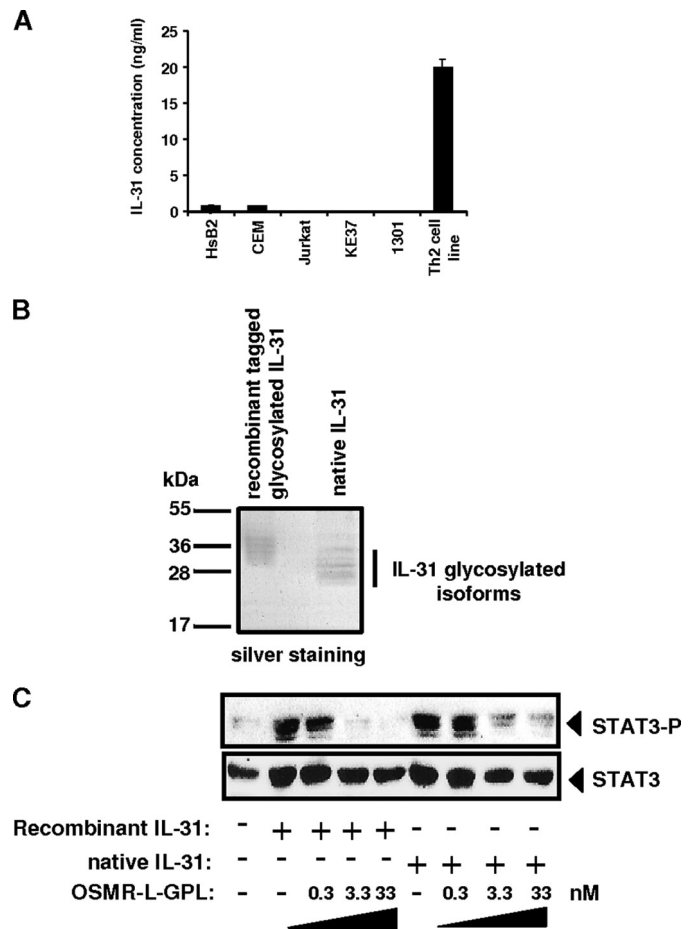 A
IL-31 concentration (ng/ml)
25
20
15
10
5
0
HsB2
CEM
Jurkat
KE37
1301
Th2 cell
line
B
recombinant tagged
glycosylated IL-31
native IL-31
kDa
55
36
28
17
IL-31 glycosylated
isoforms
silver staining
C
STAT3-P
STAT3
Recombinant IL-31: - + + + + - - - -
native IL-31: - - - - - + + + +
OSMR-L-GPL: - - 0.3 3.3 33 - 0.3 3.3 33 nM